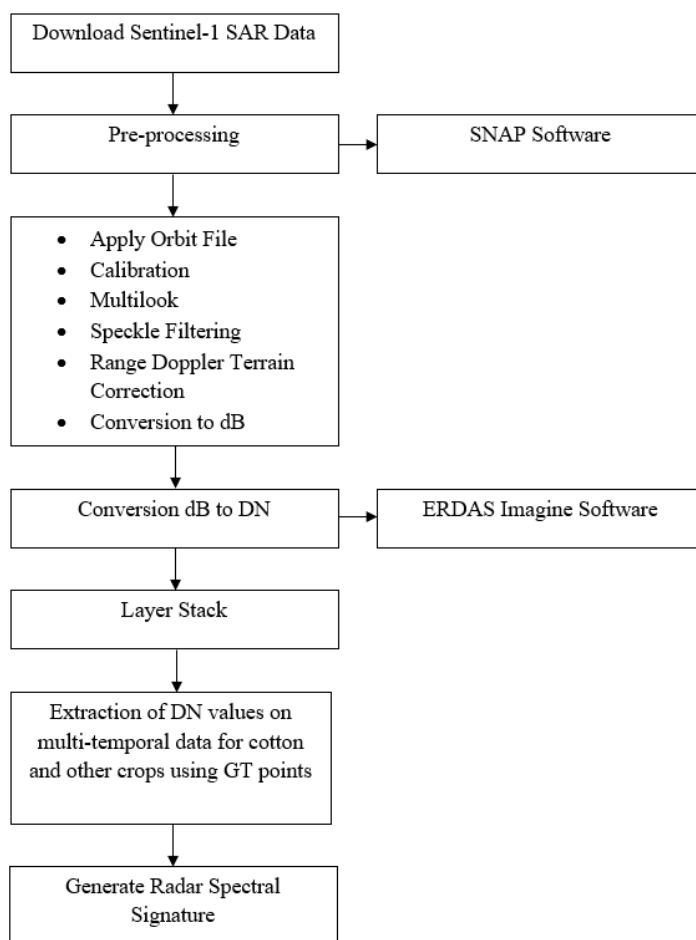 Download Sentinel-1 SAR Data
Pre-processing
SNAP Software
• Apply Orbit File
• Calibration
• Multilook
• Speckle Filtering
• Range Doppler Terrain
Correction
• Conversion to dB
Conversion dB to DN
ERDAS Imagine Software
Layer Stack
Extraction of DN values on
multi-temporal data for cotton
and other crops using GT points
Generate Radar Spectral
Signature